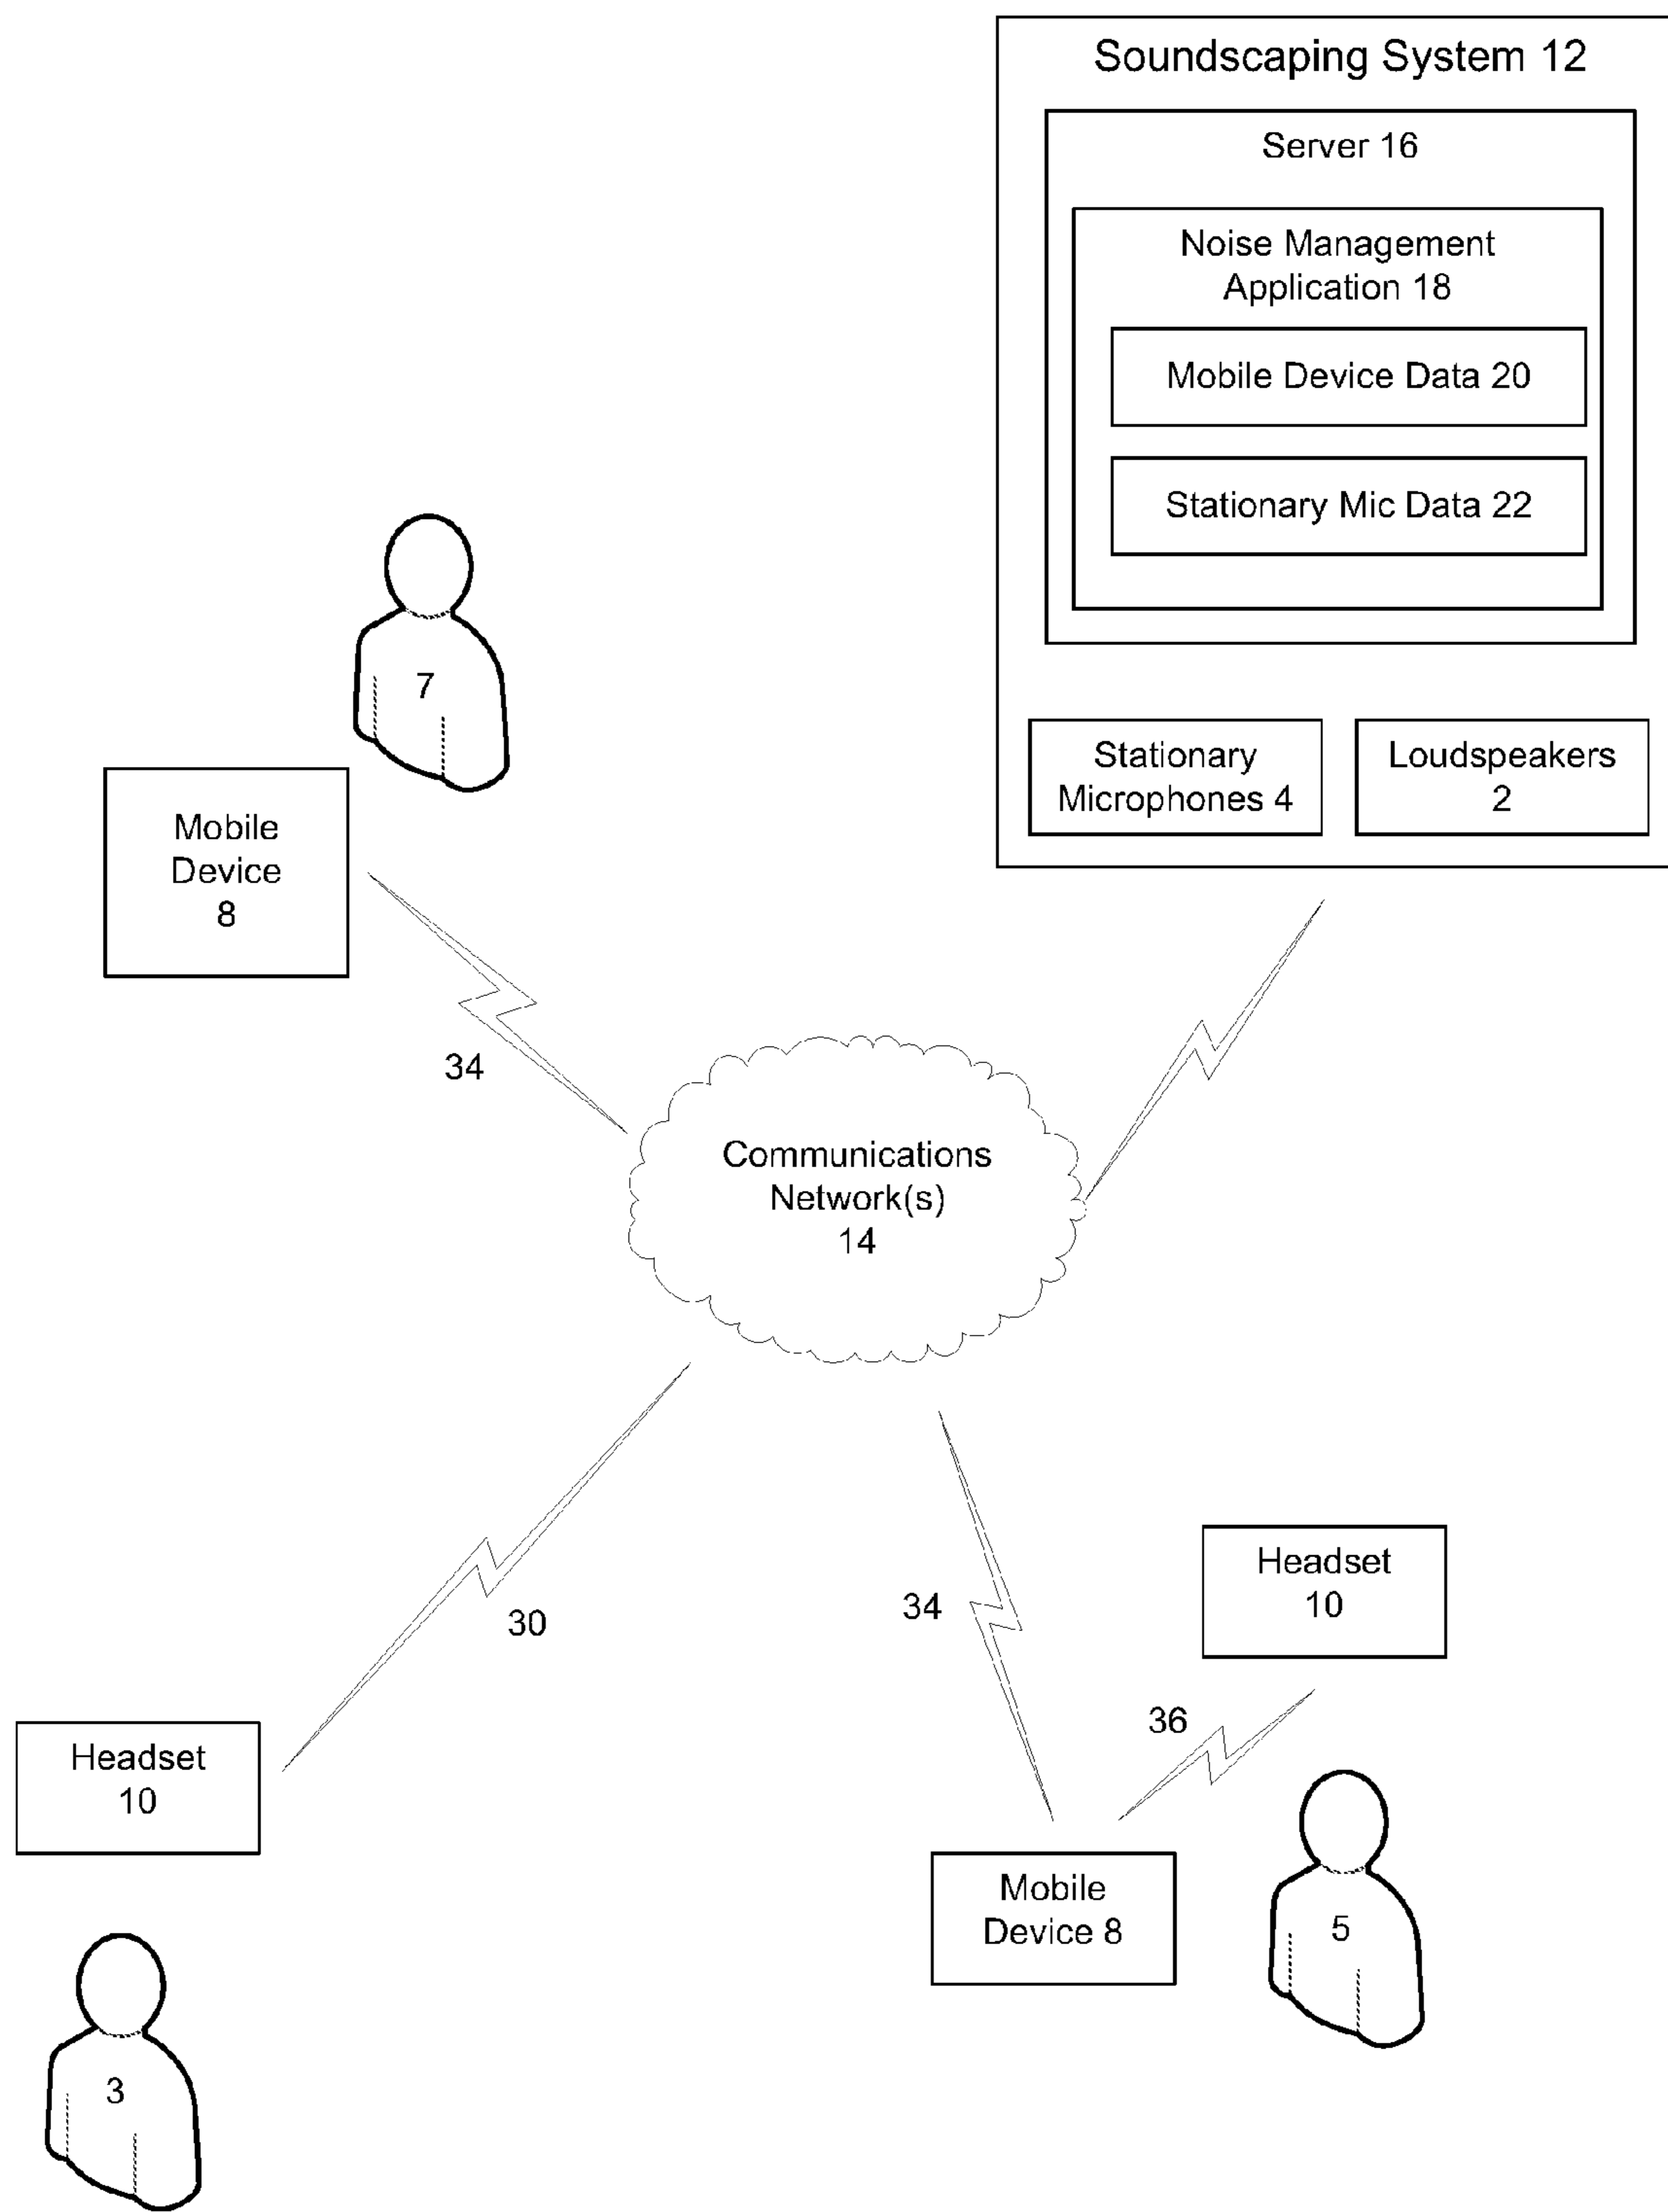 Soundscaping System 12
Server 16
Noise Management
Application 18
Mobile Device Data 20
Stationary Mic Data 22
Stationary
Microphones 4
Loudspeakers
2
7
Mobile
Device
8
34
Communications
Network(s)
14
30
34
Headset
10
36
Headset
10
Mobile
Device 8
5
3